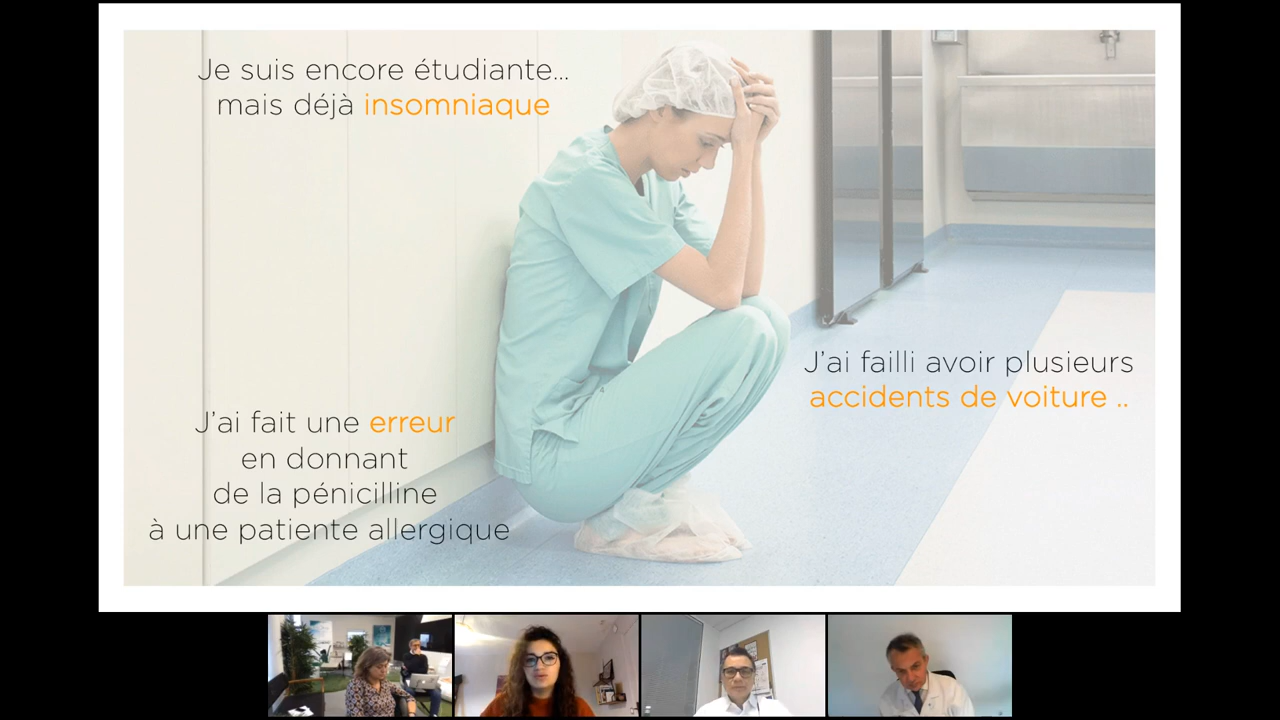 Je suis encore étudiante...
mais déjà insomniaque
J'ai failli avoir plusieurs
accidents de voiture ..
J'ai fait une erreur
en donnant
de la pénicilline
à une patiente allergique